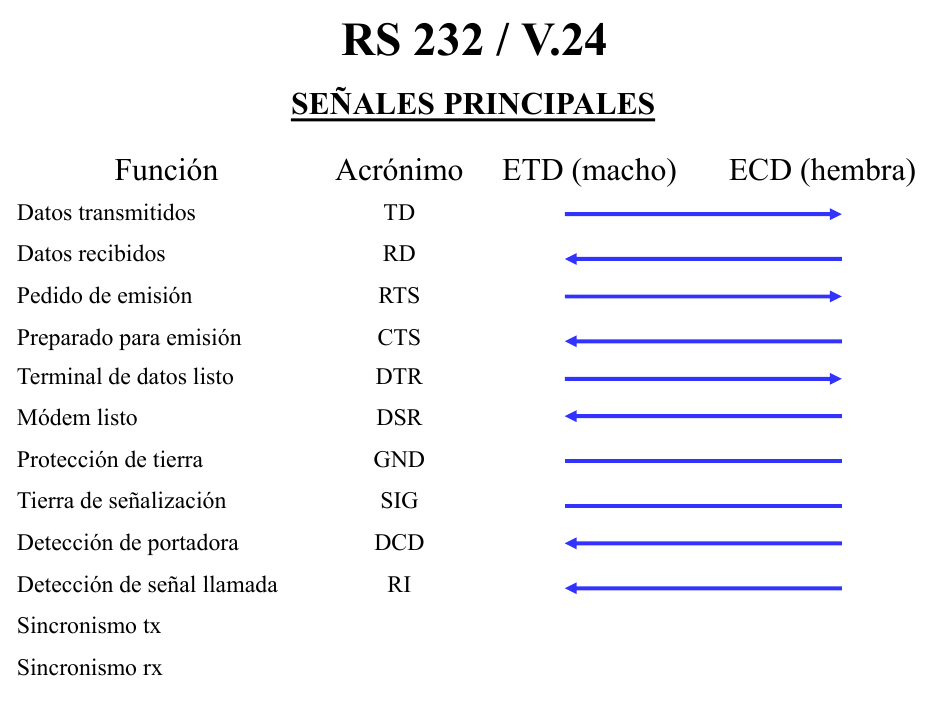 RS 232 / V.24
SEÑALES PRINCIPALES
Función Acrónimo ETD (macho) ECD (hembra)
Datos transmitidos TD
Datos recibidos RD
Pedido de emisión RTS
Preparado para emisión CTS
Terminal de datos listo DTR
Módem listo DSR
Protección de tierra GND
Tierra de señalización SIG
Detección de portadora DCD
Detección de señal llamada RI
Sincronismo tx
Sincronismo rx